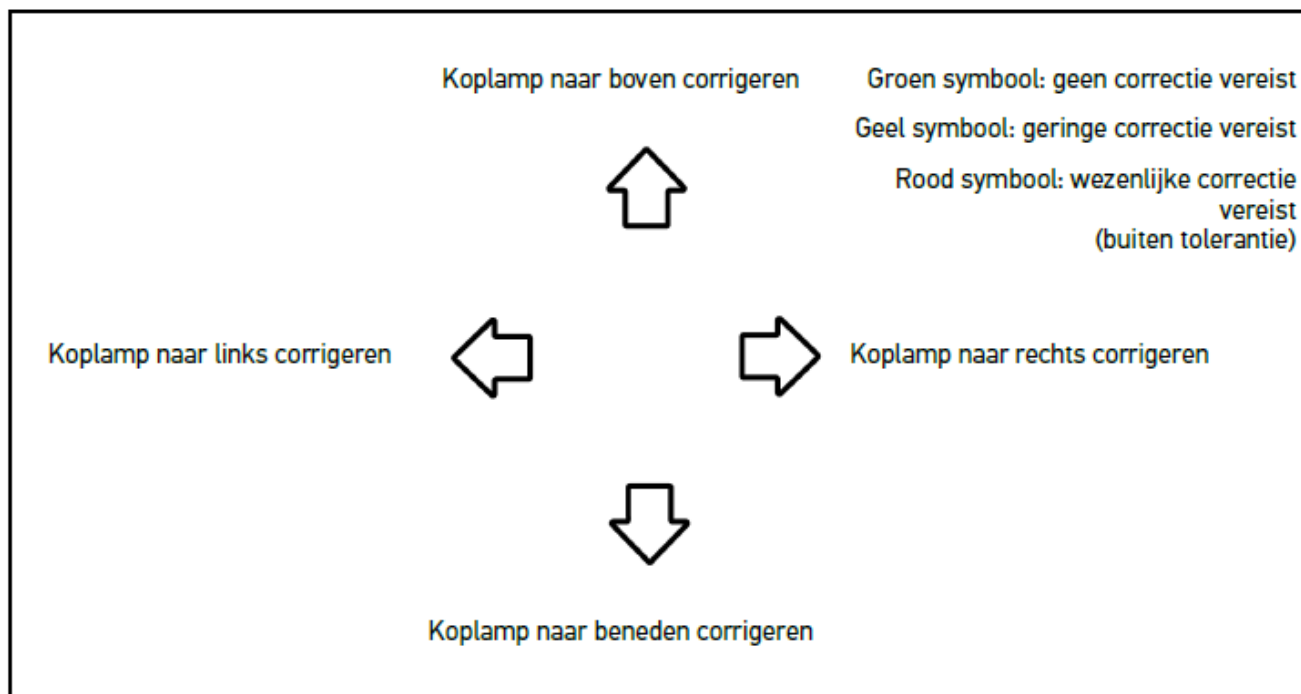 Koplamp naar boven corrigeren
Groen symbool: geen correctie vereist
Geel symbool: geringe correctie vereist
Rood symbool: wezenlijke correctie
vereist
(buiten tolerantie)
Koplamp naar links corrigeren
Koplamp naar rechts corrigeren
Koplamp naar beneden corrigeren